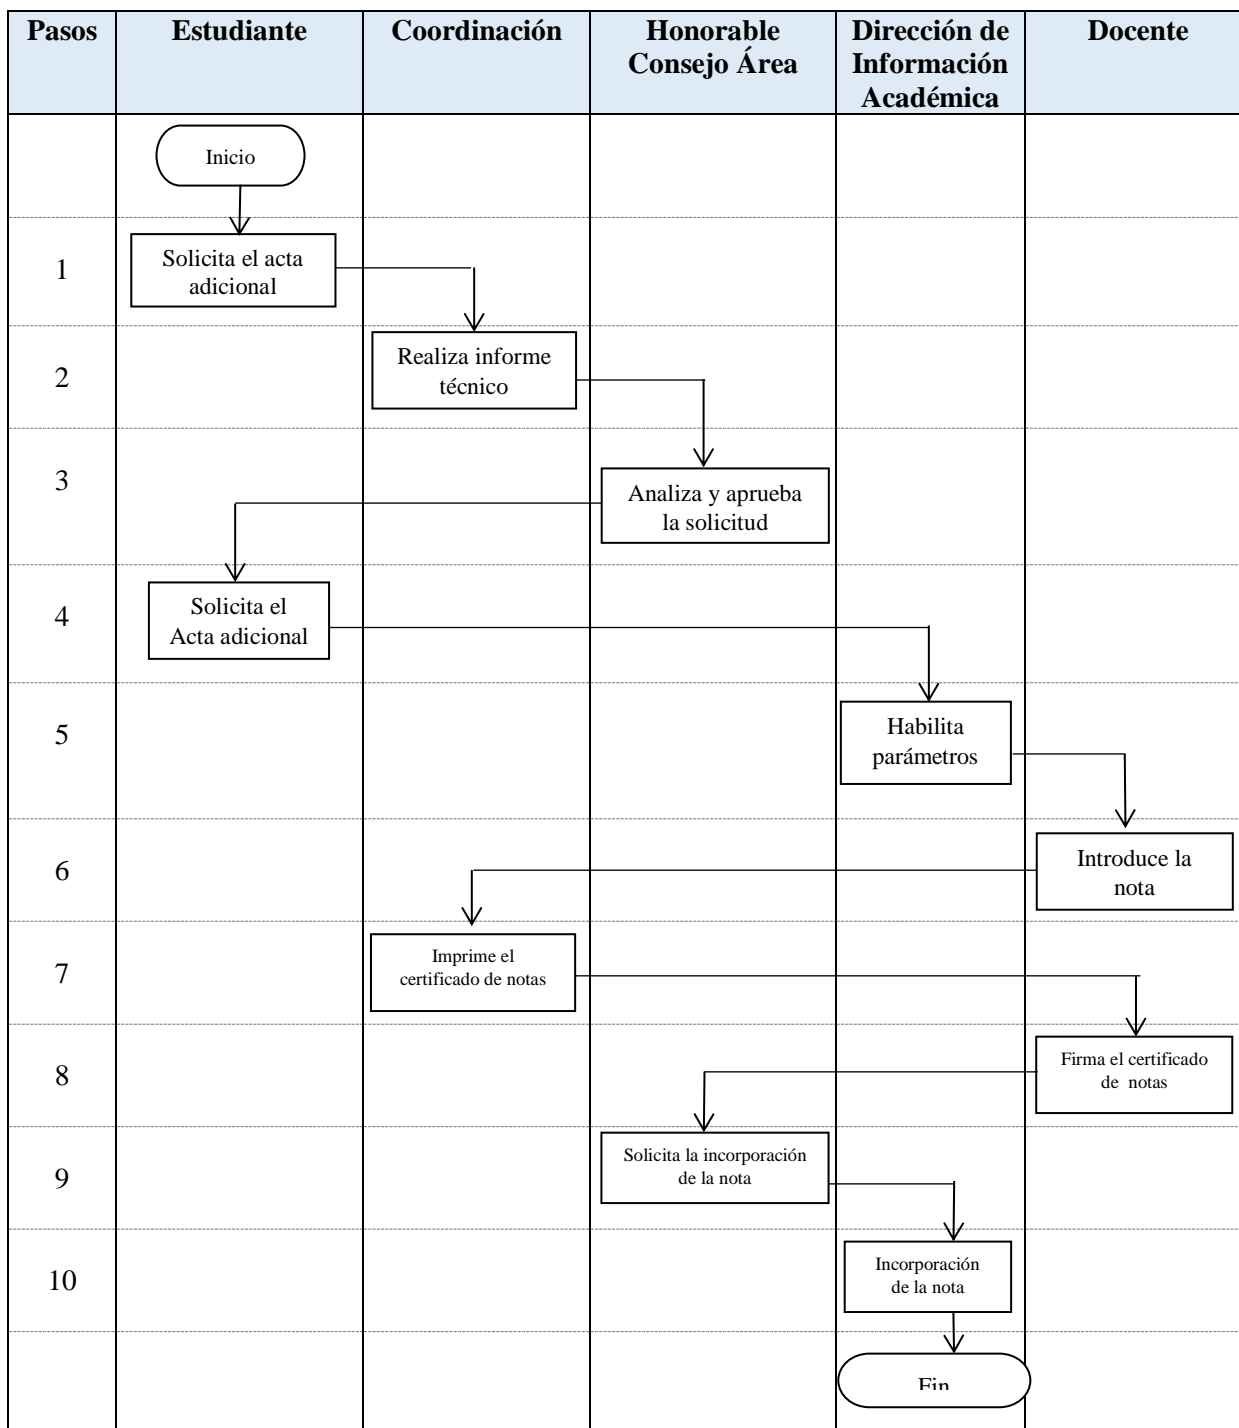 Pasos
Estudiante
Coordinación
Honorable
Consejo Área
Dirección de
Información
Académica
Docente
Inicio
1
Solicita el acta
adicional
2
Realiza informe
técnico
3
Analiza y aprueba
la solicitud
4
Solicita el
Acta adicional
5
Habilita
parámetros
6
Introduce la
nota
7
Imprime el
certificado de notas
8
Firma el certificado
de notas
9
Solicita la incorporación
de la nota
10
Incorporación
de la nota
Fin